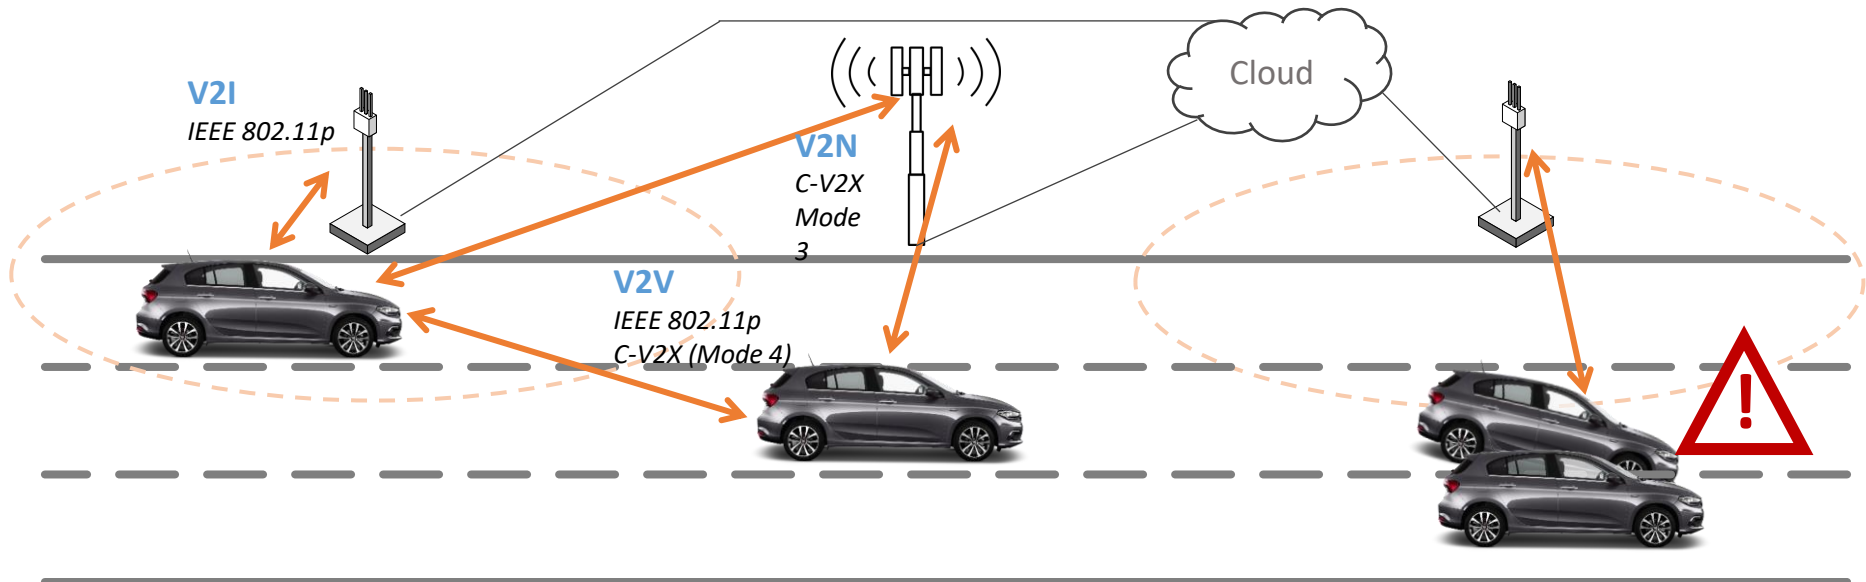 V2I
IEEE 802.11p
V2N
C-V2X
Mode
3
Cloud
V2V
IEEE 802.11p
C-V2X (Mode 4)
!